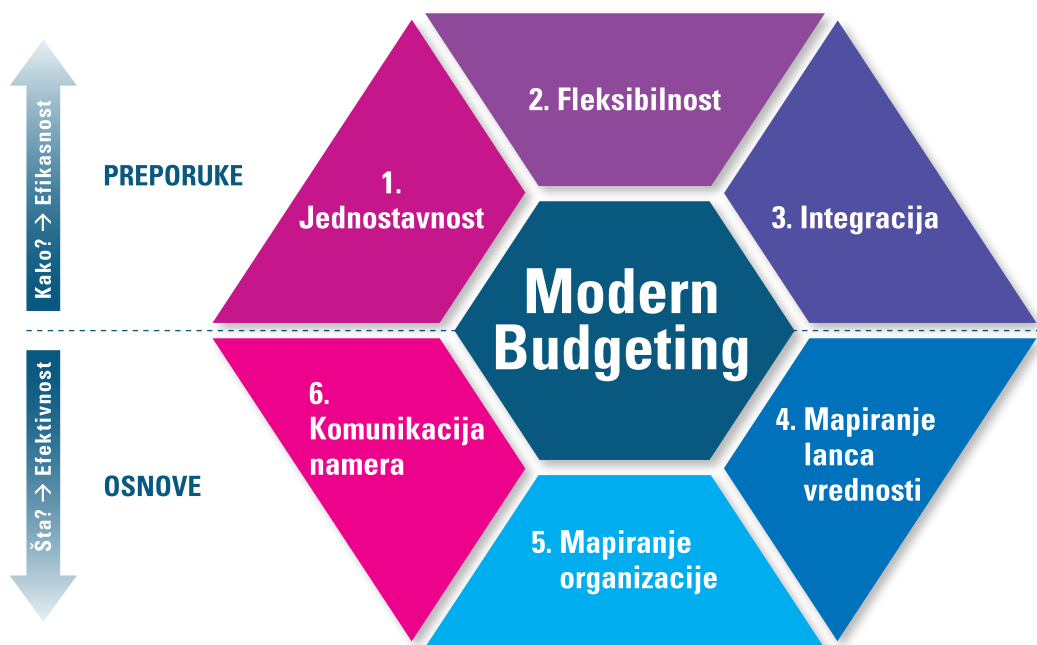 Kako? → Efikasnost
PREPORUKE
1.
Jednostavnost
2. Fleksibilnost
3. Integracija
Modern
Budgeting
Šta? → Efektivnost
OSNOVE
6.
Komunikacija
namera
5. Mapiranje
organizacije
4. Mapiranje
lanca
vrednosti